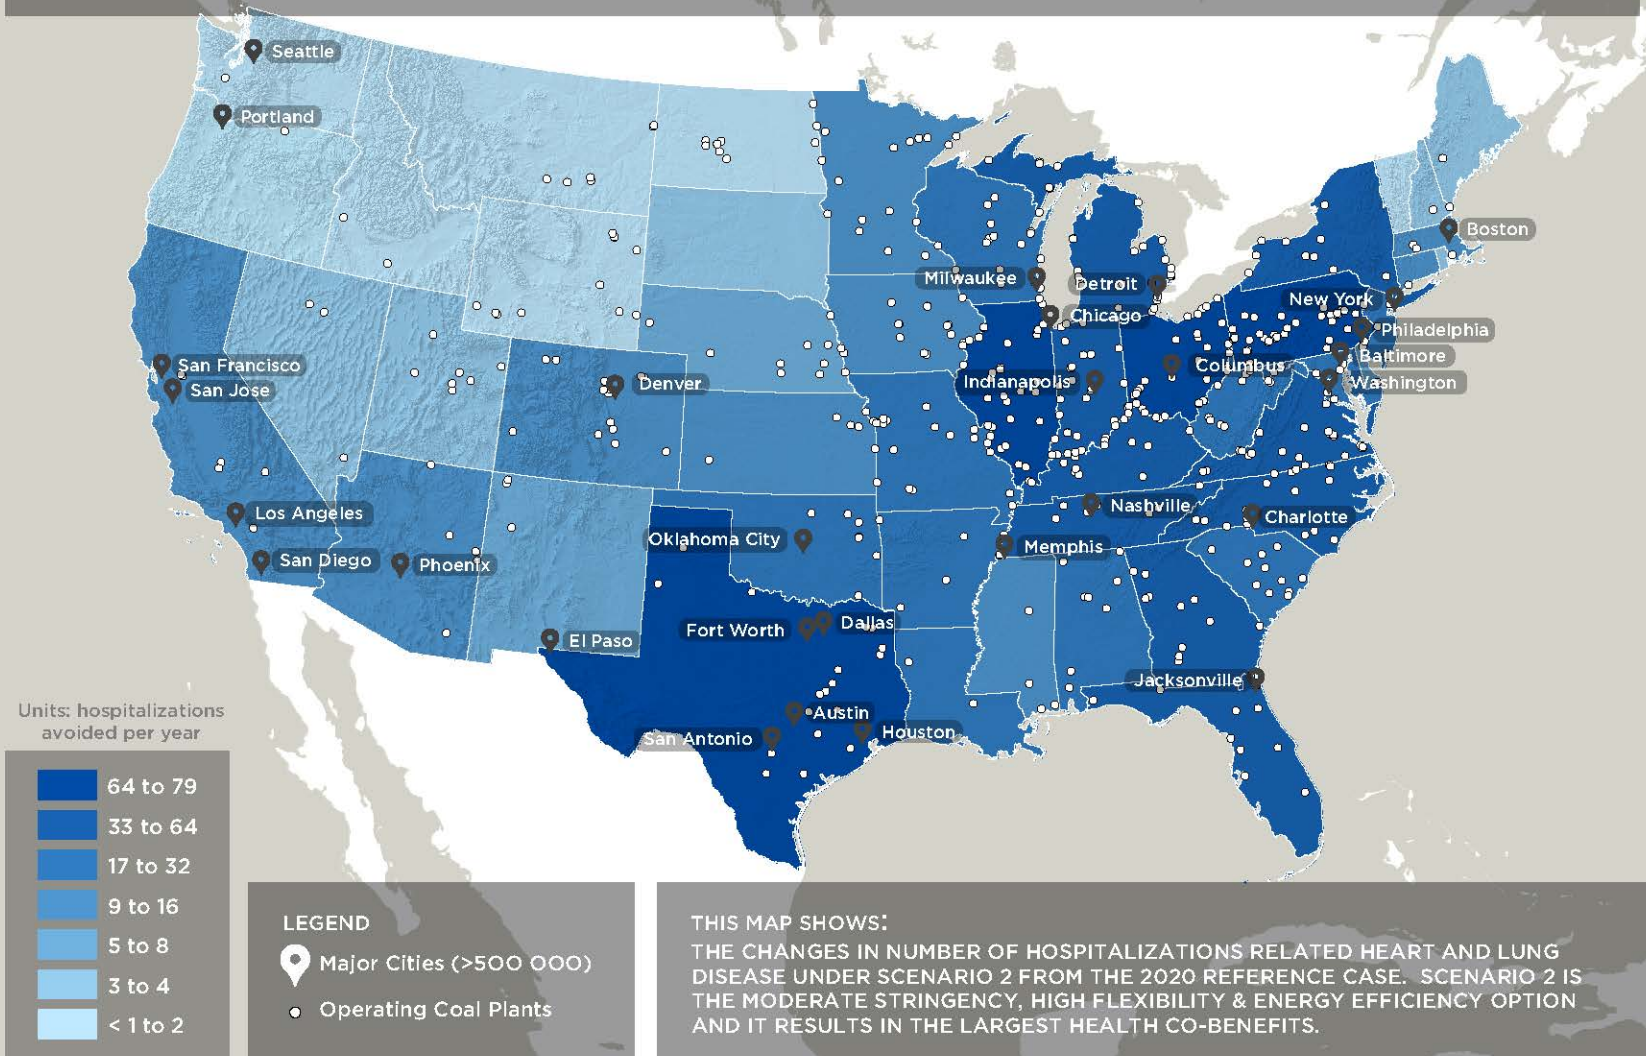 Seattle
Portland
Boston
Milwaukee
Detroit
New York
Chicago
Philadelphia
Baltimore
San Francisco
Columbus
Denver
Indianapolis
Washington
San Jose
Nashville
Los Angeles
Charlotte
Oklahoma City
Memphis
San Diego
Phoenix
Dallas
Fort Worth
El Paso
Jacksonville
Austin
Houston
San Antonio
Units: hospitalizations
avoided per year
64 to 79
33 to 64
17 to 32
9 to 16
5 to 8
3 to 4
< 1 to 2
LEGEND
Major Cities (>500 000)
Operating Coal Plants
THIS MAP SHOWS:
THE CHANGES IN NUMBER OF HOSPITALIZATIONS RELATED HEART AND LUNG
DISEASE UNDER SCENARIO 2 FROM THE 2020 REFERENCE CASE. SCENARIO 2 IS
THE MODERATE STRINGENCY, HIGH FLEXIBILITY & ENERGY EFFICIENCY OPTION
AND IT RESULTS IN THE LARGEST HEALTH CO-BENEFITS.